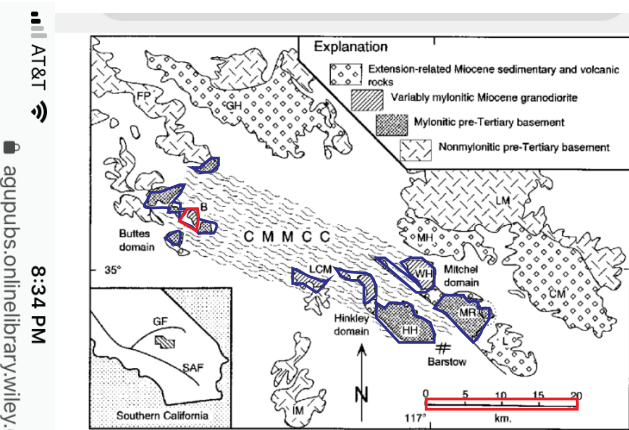 AT&T
8:34 PM
agupubs.onlinelibrary.wiley.
Explanation
Extension-related Miocene sedimentary and volcanic
rocks
Variably mylonitic Miocene granodiorite
Mylonitic pre-Tertiary basement
Nonmylonitic pre-Tertiary basement
FP
GH
LM
B
Buttes
domain
C M M C C
MH
35°
LCM
WH
Mitchel
domain
CM
MR
Hinkley
domain
HH
L
Barstow
GF
SAF
Southern California
IM
N
0 5 10 15 20
117°
km.